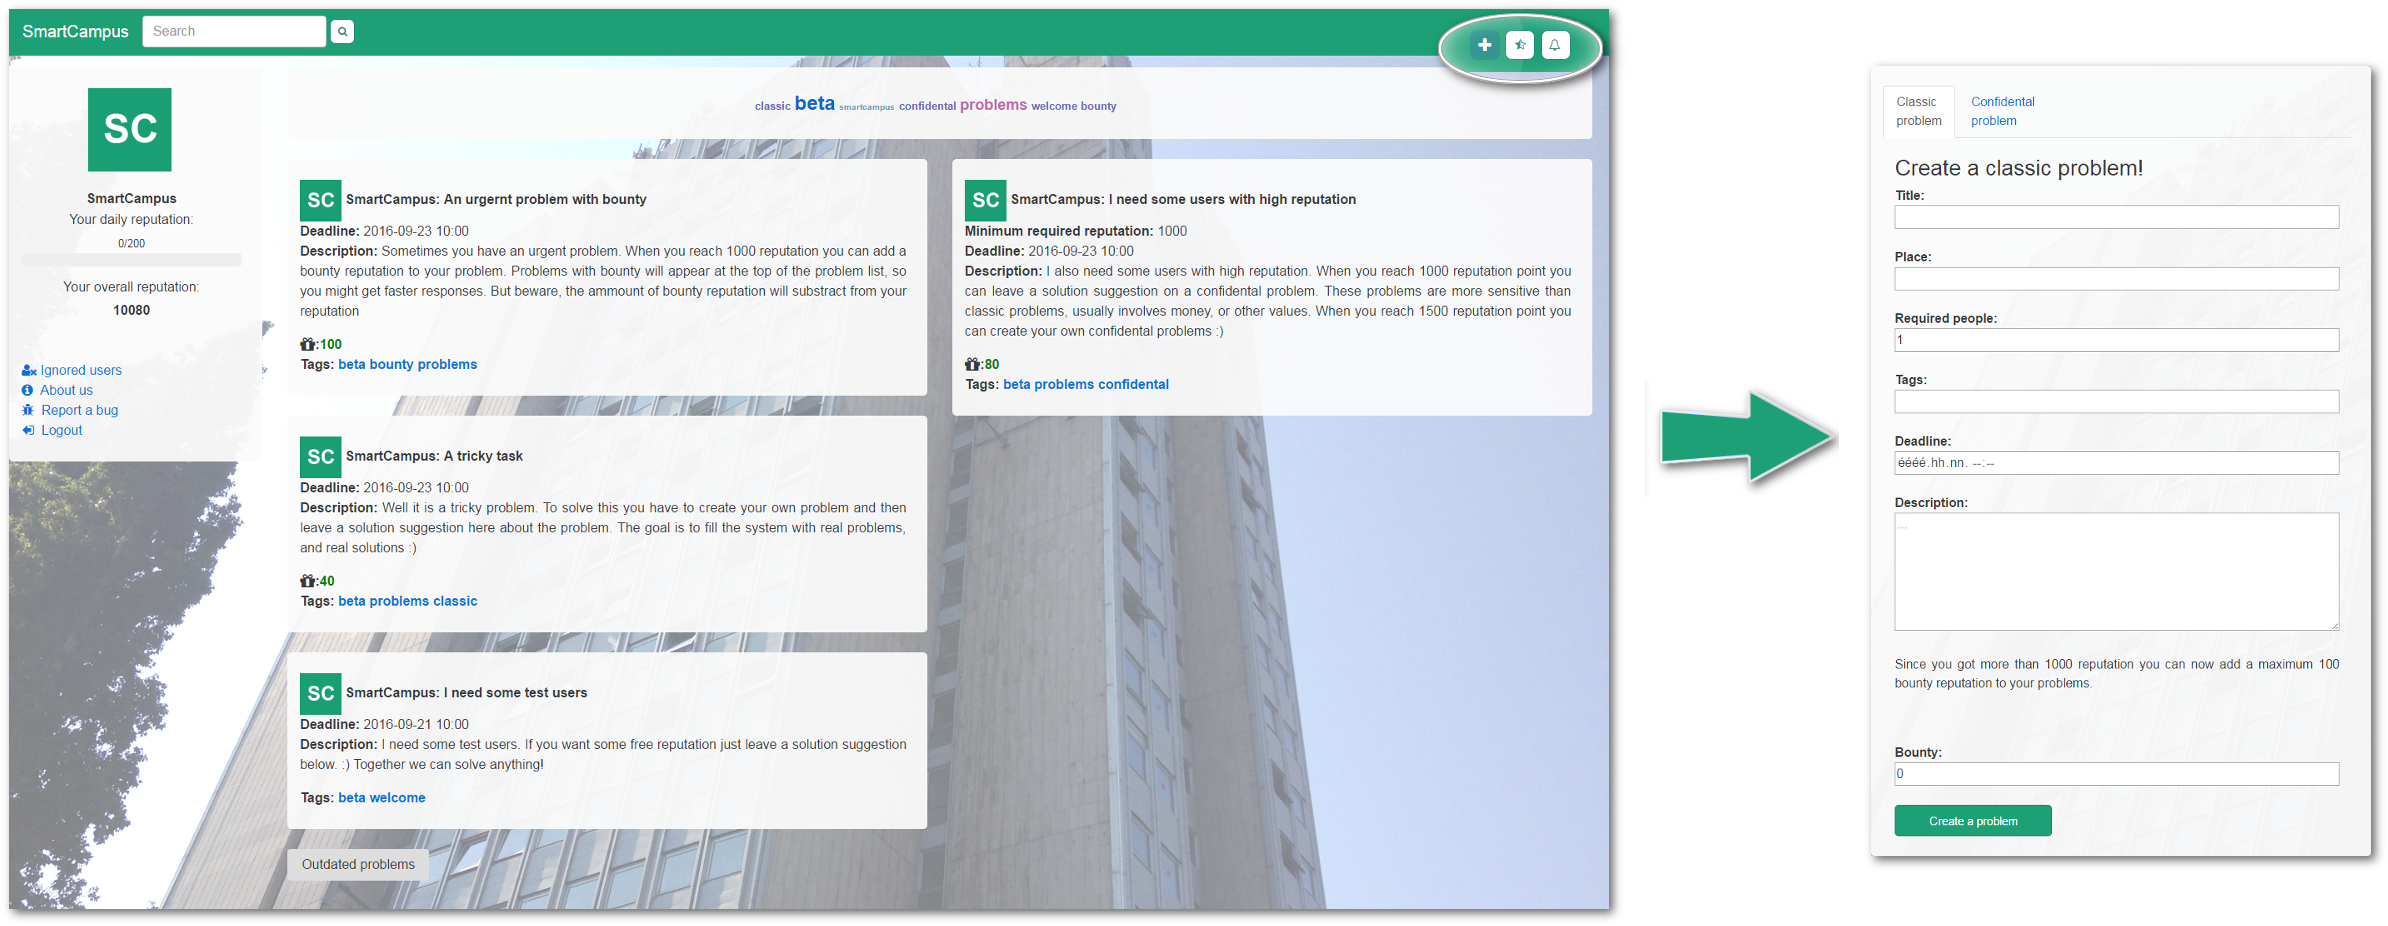 SmartCampus
Search
classic beta smartcampus confidental problems welcome bounty
SC
SmartCampus
Your daily reputation:
0/200
Your overall reputation:
10080
Ignored users
About us
Report a bug
Logout
SC SmartCampus: An urgernt problem with bounty
Deadline: 2016-09-23 10:00
Description: Sometimes you have an urgent problem. When you reach 1000 reputation you can add a
bounty reputation to your problem. Problems with bounty will appear at the top of the problem list, so
you might get faster responses. But beware, the ammount of bounty reputation will substract from your
reputation
:100
Tags: beta bounty problems
SC SmartCampus: A tricky task
Deadline: 2016-09-23 10:00
Description: Well it is a tricky problem. To solve this you have to create your own problem and then
leave a solution suggestion here about the problem. The goal is to fill the system with real problems,
and real solutions :)
:40
Tags: beta problems classic
SC SmartCampus: I need some test users
Deadline: 2016-09-21 10:00
Description: I need some test users. If you want some free reputation just leave a solution suggestion
below. :) Together we can solve anything!
Tags: beta welcome
Outdated problems
SC SmartCampus: I need some users with high reputation
Minimum required reputation: 1000
Deadline: 2016-09-23 10:00
Description: I also need some users with high reputation. When you reach 1000 reputation point you
can leave a solution suggestion on a confidental problem. These problems are more sensitive than
classic problems, usually involves money, or other values. When you reach 1500 reputation point you
can create your own confidental problems :)
:80
Tags: beta problems confidental
Classic
problem
Confidental
problem
Create a classic problem!
Title:
Place:
Required people:
1
Tags:
Deadline:
éééé.hh.nn. --:--
Description:
...
Since you got more than 1000 reputation you can now add a maximum 100
bounty reputation to your problems.
Bounty:
0
Create a problem